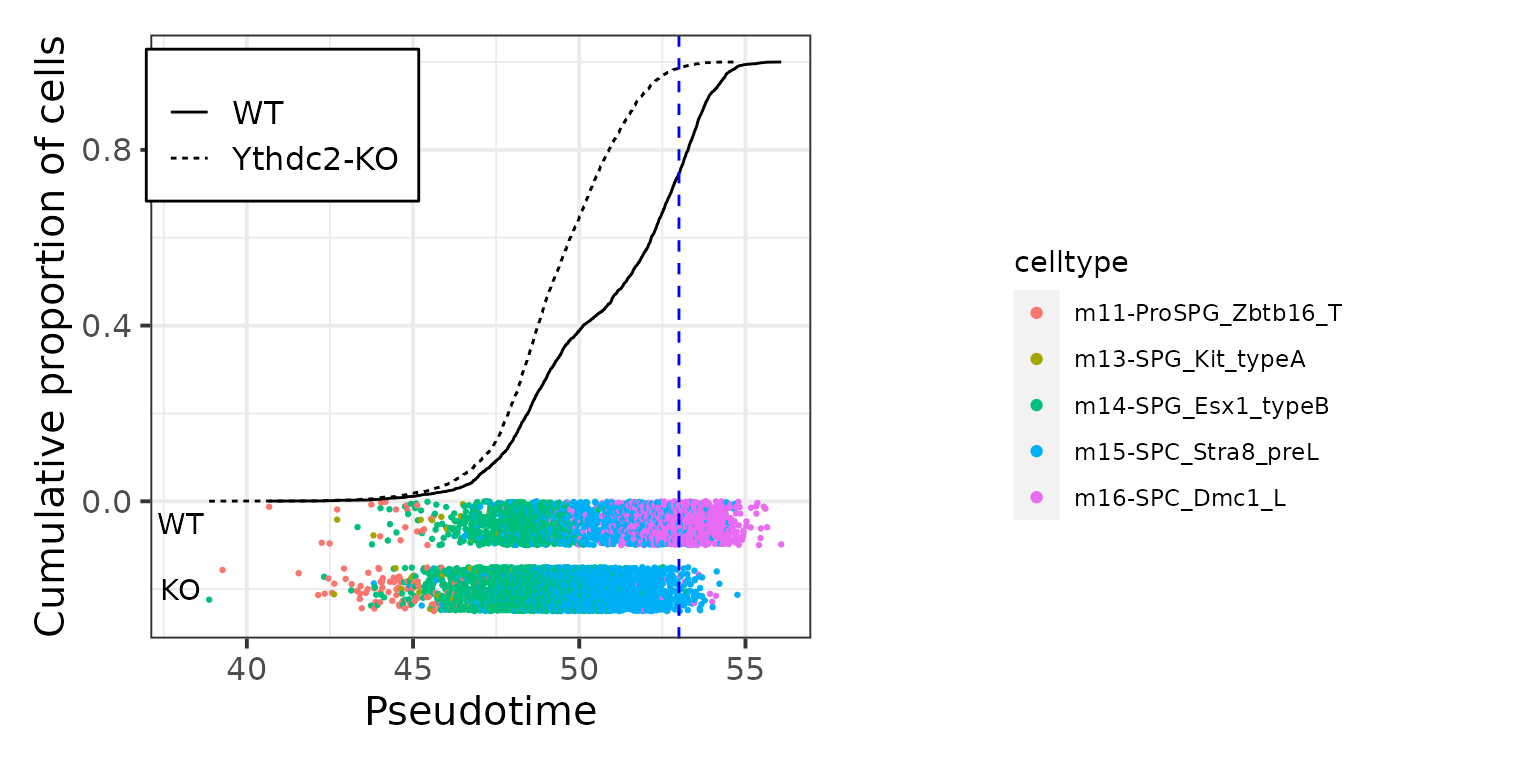 Cumulative proportion of cells
WT
Ythdc2-KO
0.8
0.4
0.0
WT
KO
40 45 50 55
Pseudotime
celltype
m11-ProSPG_Zbtb16_T
m13-SPG_Kit_typeA
m14-SPG_Esx1_typeB
m15-SPC_Stra8_preL
m16-SPC_Dmc1_L